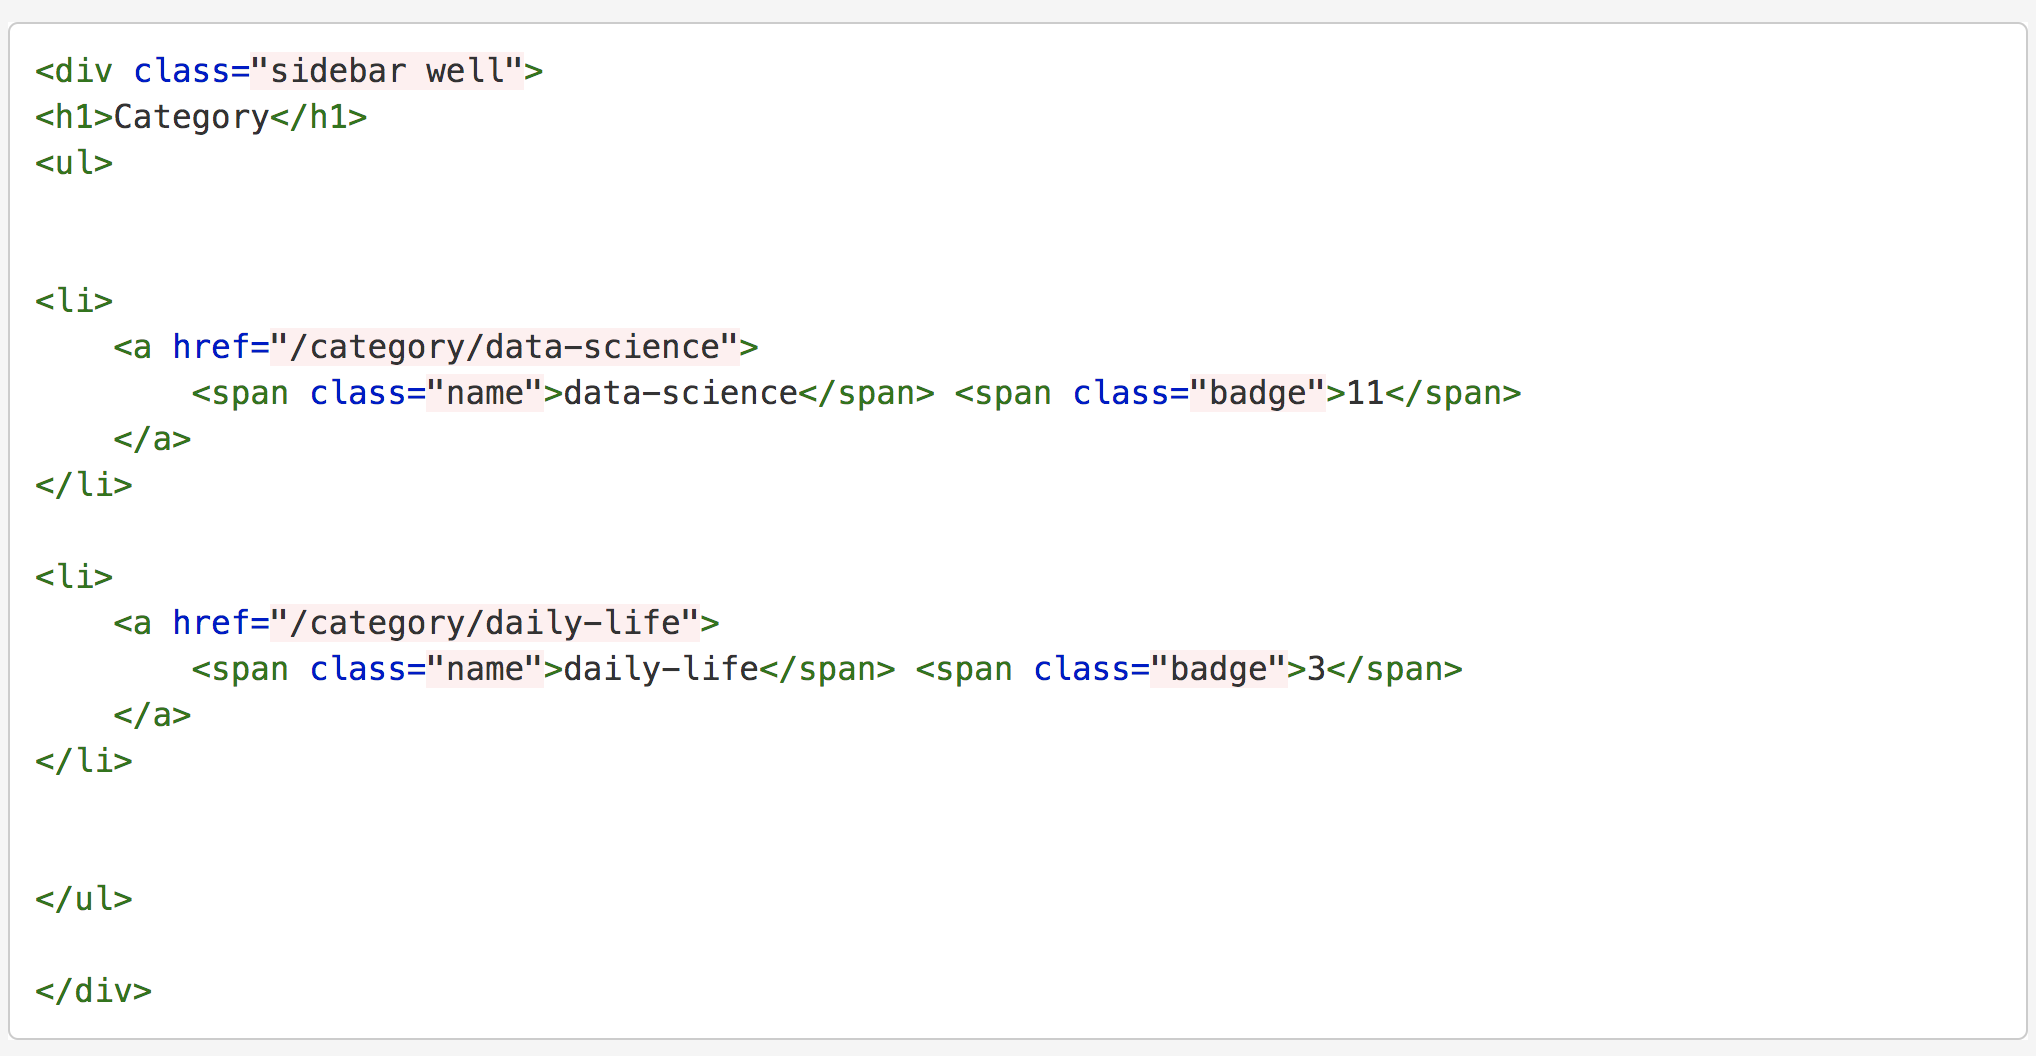 <div class="sidebar well">
<h1>Category</h1>
<ul>
<li>
    <a href="/category/data-science">
        <span class="name">data-science</span> <span class="badge">11</span>
    </a>
</li>
<li>
    <a href="/category/daily-life">
        <span class="name">daily-life</span> <span class="badge">3</span>
    </a>
</li>
</ul>
</div>